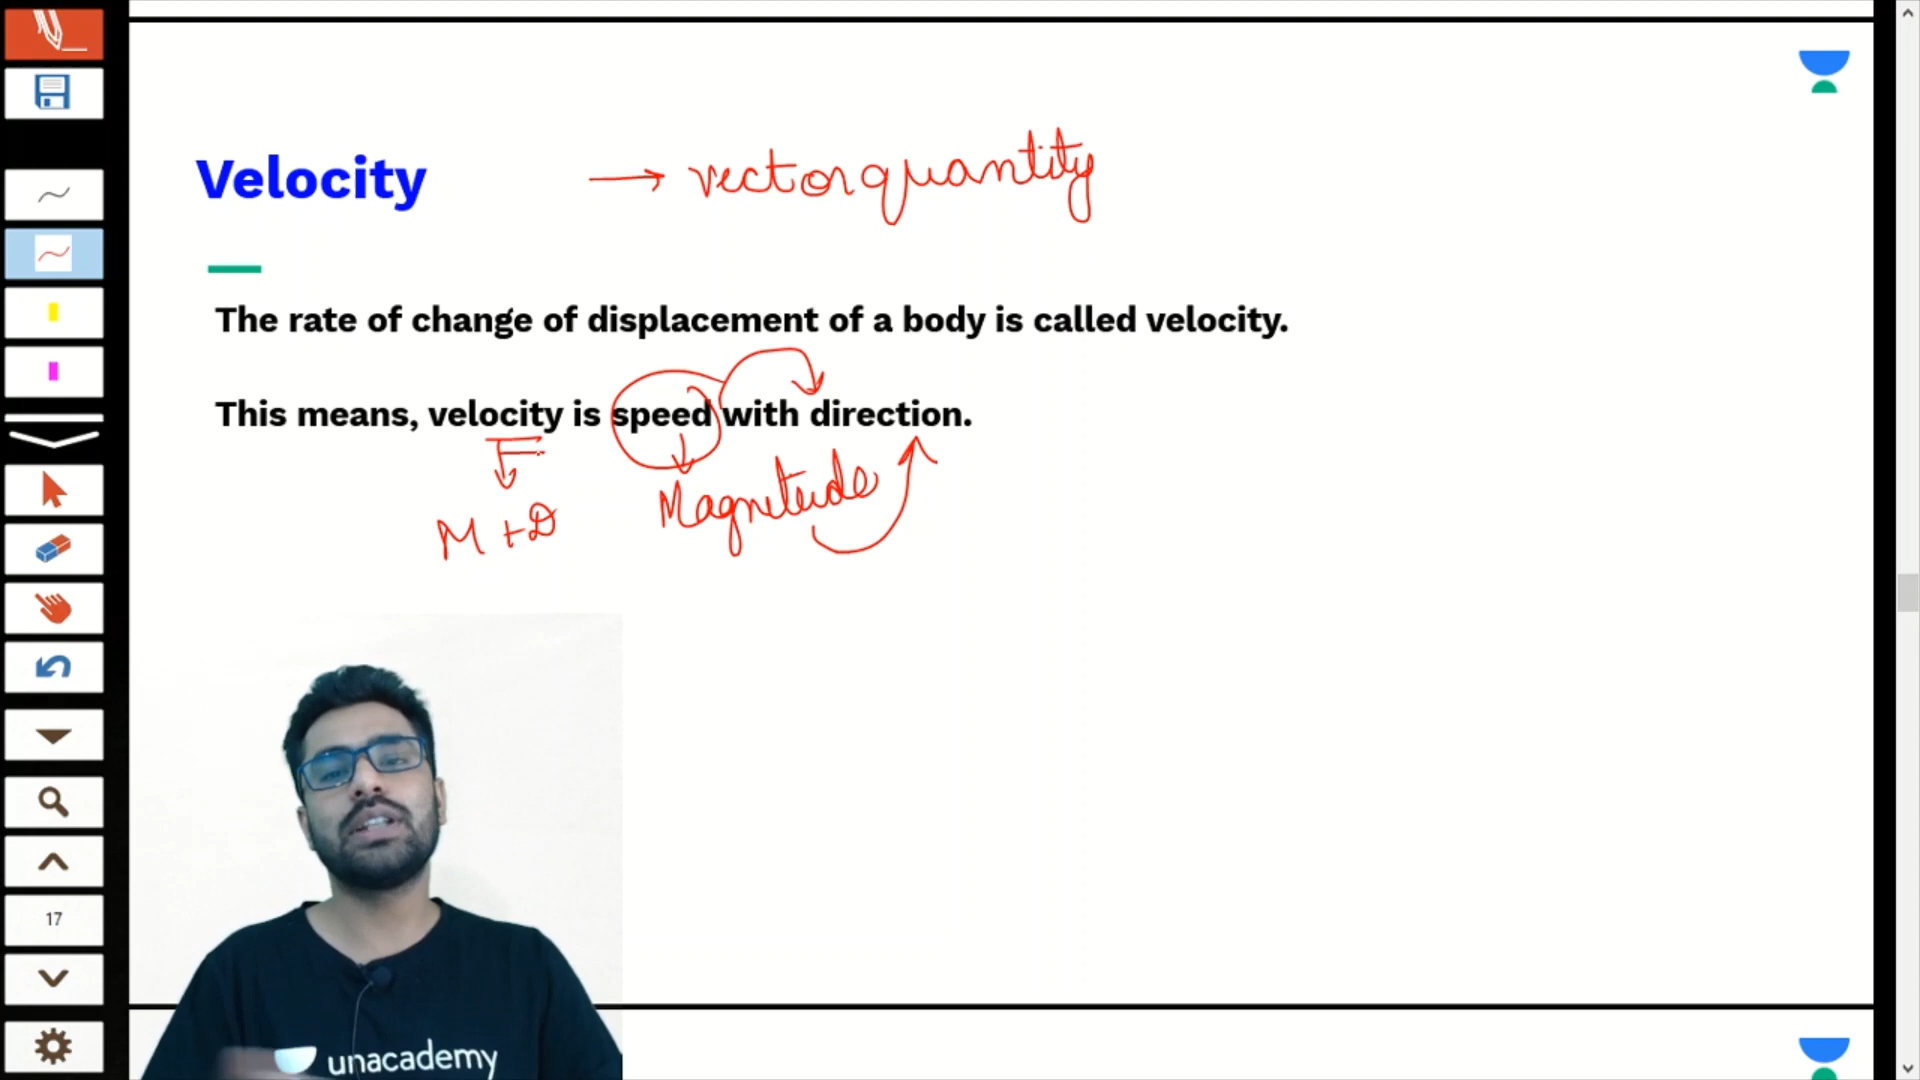 Velocity → vector quantity
The rate of change of displacement of a body is called velocity.
This means, velocity is speed with direction.
Magnitude
M + D
17
unacademy